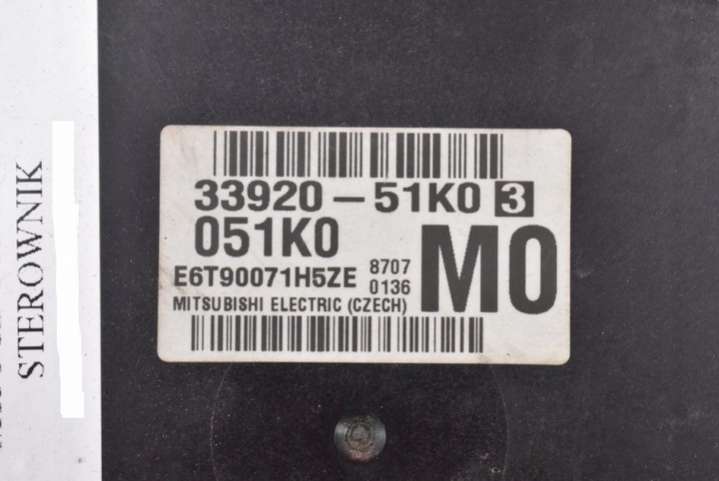 33920-51K0 3
051K0
E6T90071H5ZE
8707
0136
M0
MITSUBISHI ELECTRIC (CZECH)
STEROWNIK